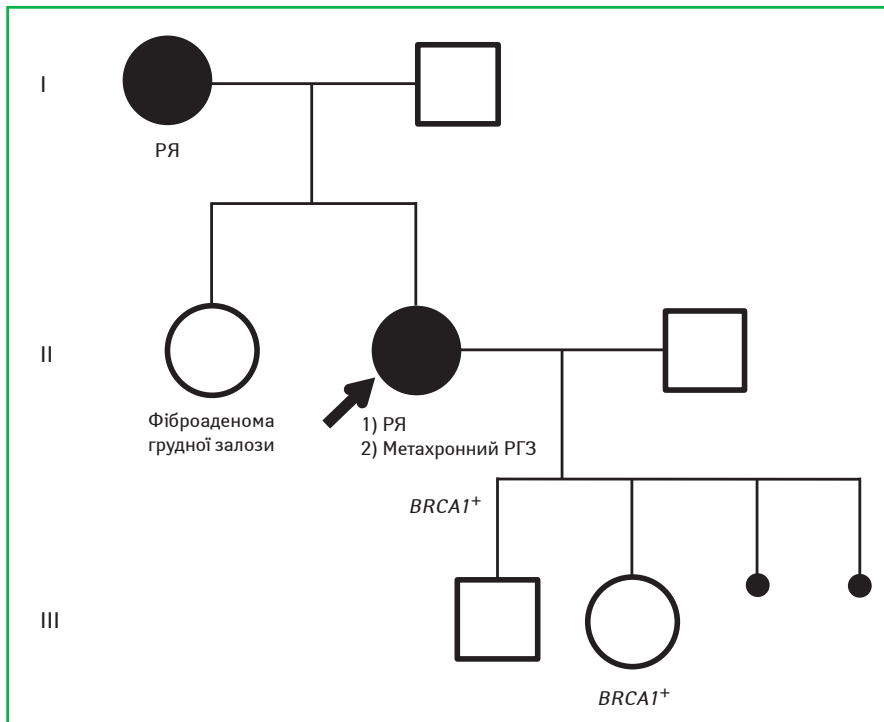 I
РЯ
II
Фіброаденома
грудної залози
1) РЯ
2) Метахронний РГЗ
BRCA1+
III
BRCA1+